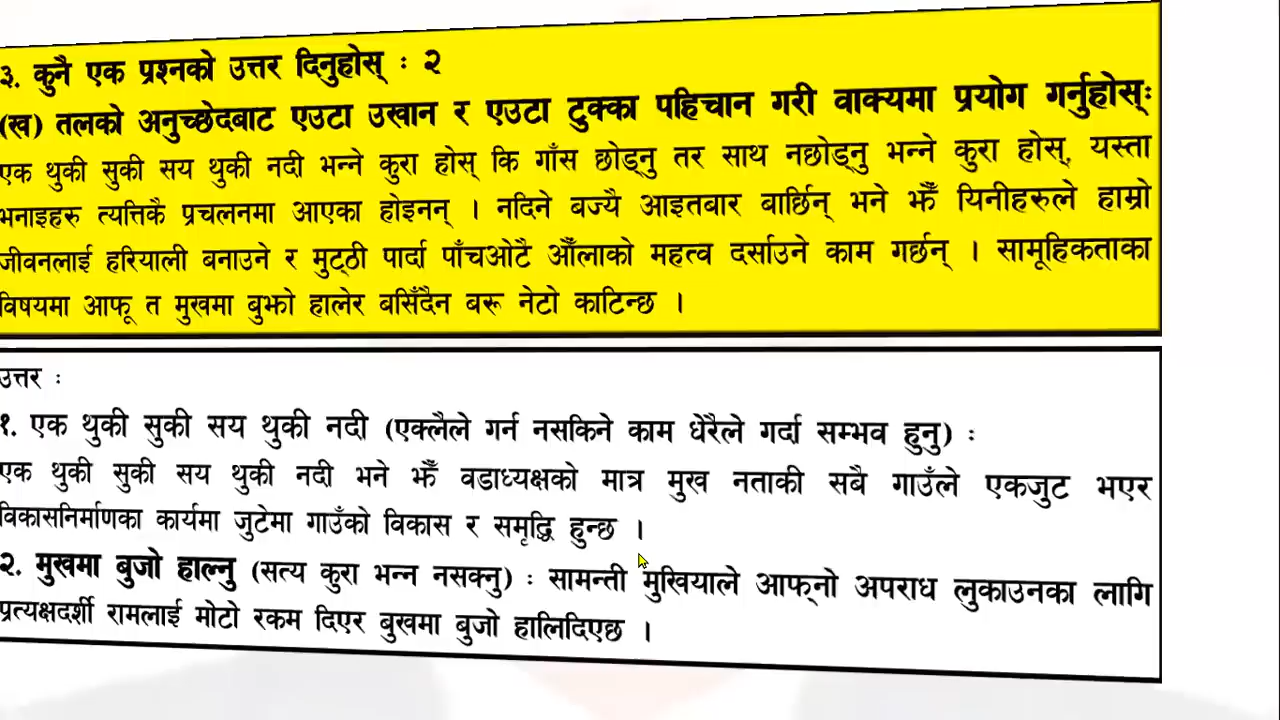 ३. कुनै एक प्रश्नको उत्तर दिनुहोस् : २
(ख) तलको अनुच्छेदबाट एउटा उखान र एउटा टुक्का पहिचान गरी वाक्यमा प्रयोग गर्नुहोस्ः
एक थुकी सुकी सय थुकी नदी भन्ने कुरा होस् कि गाँस छोड्नु तर साथ नछोड्नु भन्ने कुरा होस्, यस्ता
भनाइहरु त्यत्तिकै प्रचलनमा आएका होइनन् । नदिने बज्यै आइतबार बार्छिन् भने झैँ यिनीहरुले हाम्रो
जीवनलाई हरियाली बनाउने र मुट्ठी पार्दा पाँचओटै औँलाको महत्व दर्साउने काम गर्छन् । सामूहिकताका
विषयमा आफू त मुखमा बुझो हालेर बसिँदैन बरू नेटो काटिन्छ ।
उत्तर :
१. एक थुकी सुकी सय थुकी नदी (एक्लैले गर्न नसकिने काम धेरैले गर्दा सम्भव हुनु) :
एक थुकी सुकी सय थुकी नदी भने झैँ वडाध्यक्षको मात्र मुख नताकी सबै गाउँले एकजुट भएर
विकासनिर्माणका कार्यमा जुटेमा गाउँको विकास र समृद्धि हुन्छ ।
२. मुखमा बुजो हाल्नु (सत्य कुरा भन्न नसक्नु) : सामन्ती मुखियाले आफ्नो अपराध लुकाउनका लागि
प्रत्यक्षदर्शी रामलाई मोटो रकम दिएर बुखमा बुजो हालिदिएछ ।